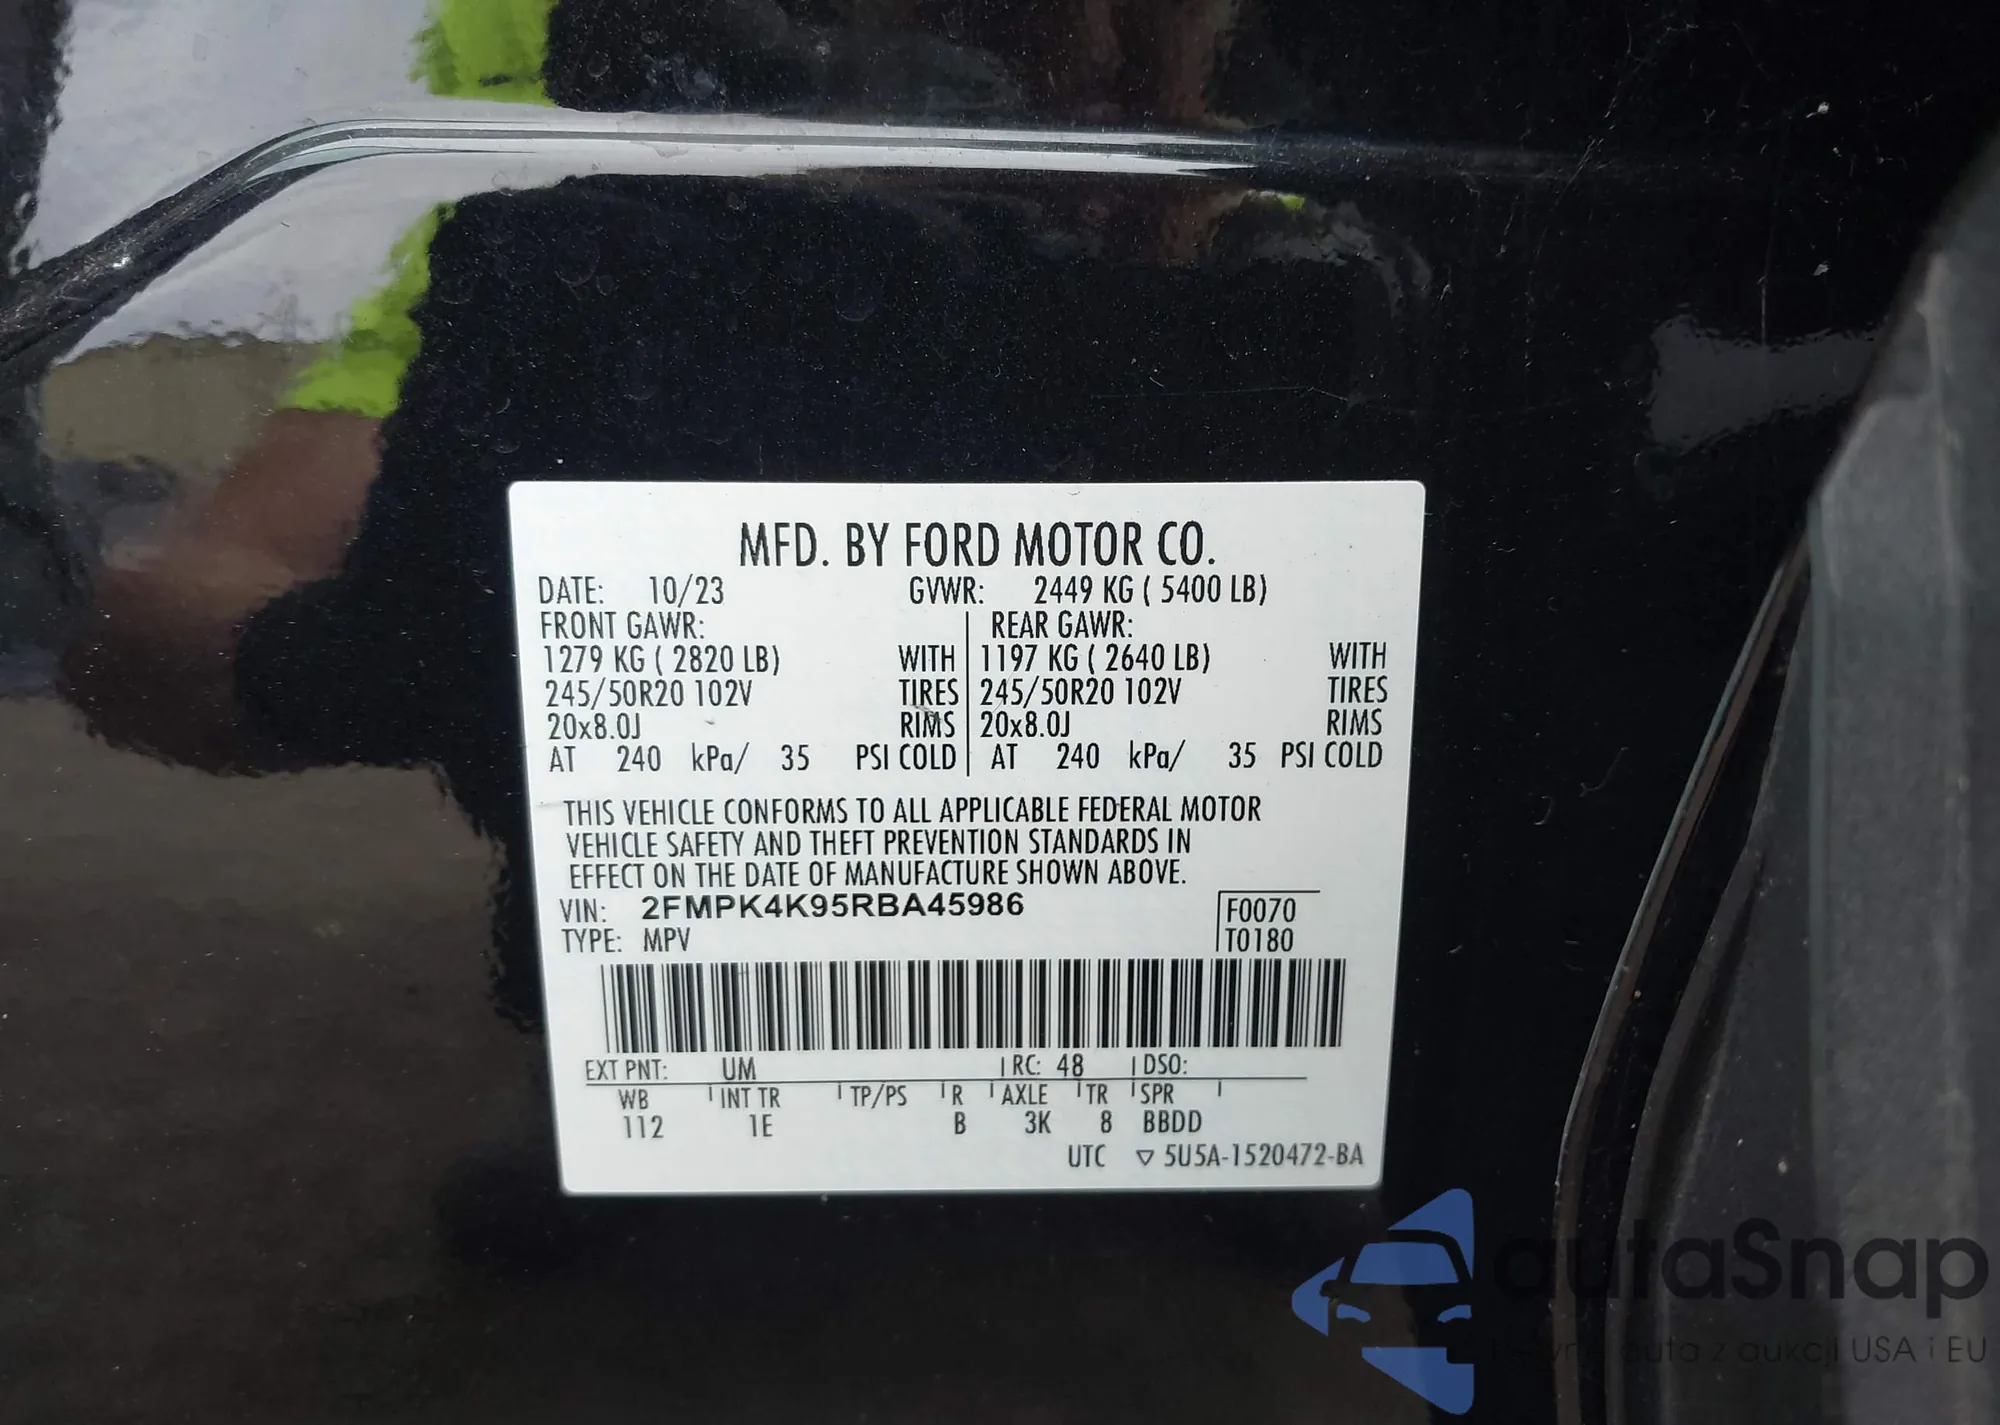 MFD. BY FORD MOTOR CO.
DATE: 10/23 GVWR: 2449 KG ( 5400 LB)
FRONT GAWR: REAR GAWR:
1279 KG ( 2820 LB) WITH 1197 KG ( 2640 LB) WITH
245/50R20 102V TIRES 245/50R20 102V TIRES
20x8.0J RIMS 20x8.0J RIMS
AT 240 kPa/ 35 PSI COLD AT 240 kPa/ 35 PSI COLD
THIS VEHICLE CONFORMS TO ALL APPLICABLE FEDERAL MOTOR
VEHICLE SAFETY AND THEFT PREVENTION STANDARDS IN
EFFECT ON THE DATE OF MANUFACTURE SHOWN ABOVE.
VIN: 2FMPK4K95RBA45986 F0070
TYPE: MPV T0180
EXT PNT: UM RC: 48 DSO:
WB INT TR TP/PS R AXLE TR SPR
112 1E B 3K 8 BBDD
UTC ▽ 5U5A-1520472-BA
autaSnap
auta z aukcji USA i EU